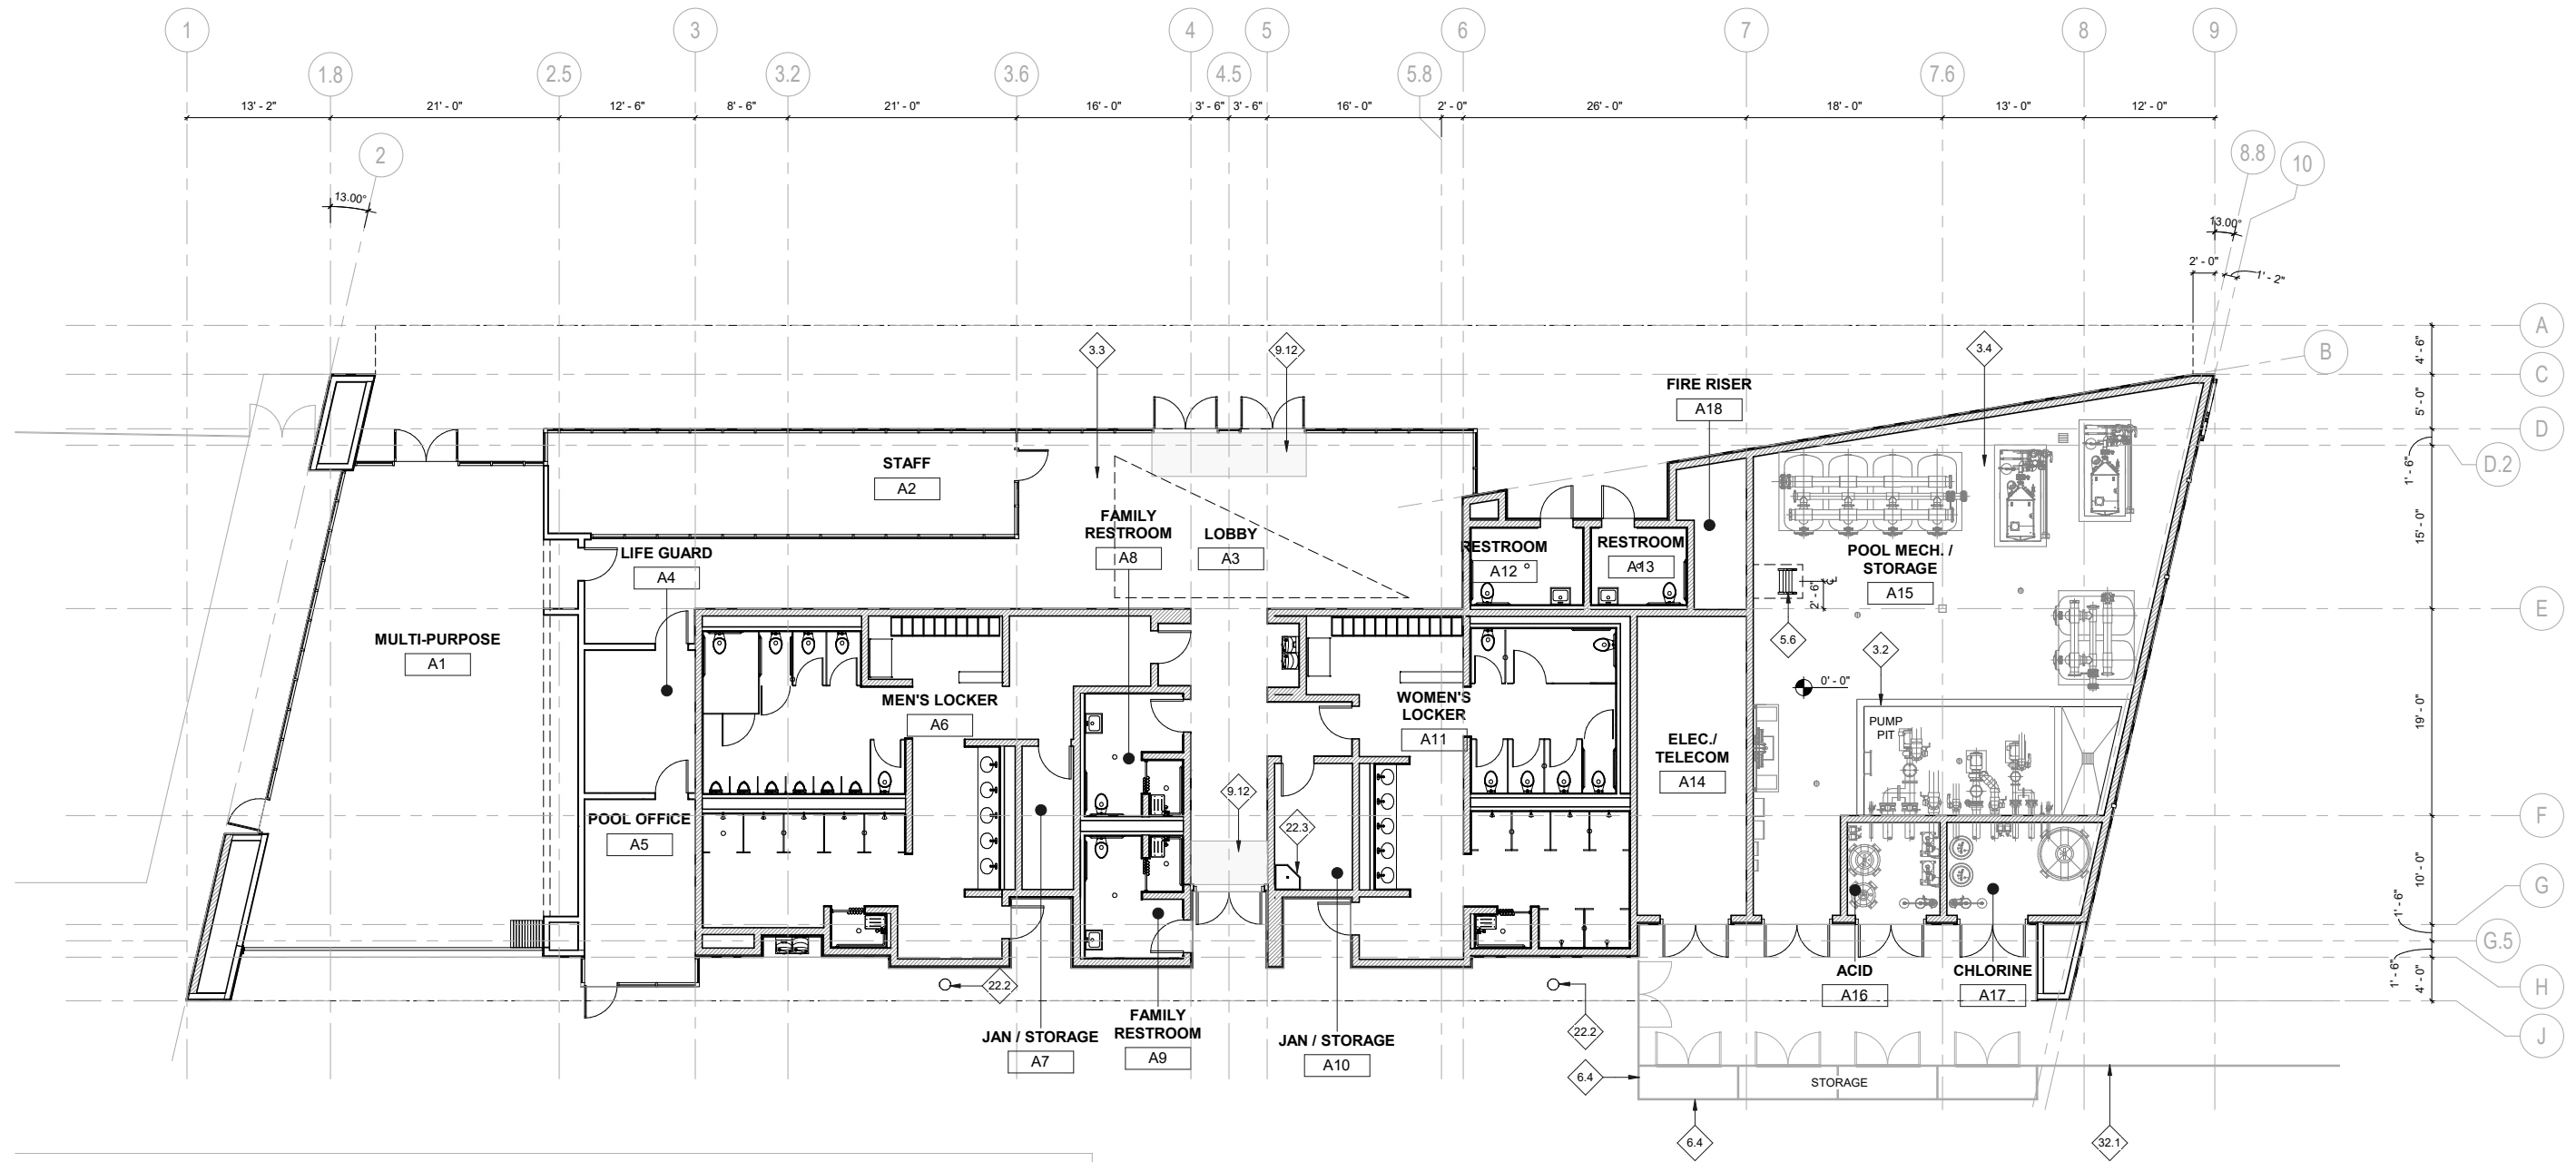 1
3
4
5
6
7
8
9
1.8
2.5
3.2
3.6
4.5
5.8
7.6
13' - 2"
21' - 0"
12' - 6"
8' - 6"
21' - 0"
16' - 0"
3' - 6"
3' - 6"
16' - 0"
2' - 0"
26' - 0"
18' - 0"
13' - 0"
12' - 0"
2
8.8
10
13.00°
13.00°
2' - 0"
1' - 2"
A
4' - 6"
B
C
5' - 0"
D
1' - 6"
D.2
15' - 0"
E
19' - 0"
F
10' - 0"
G
1' - 6"
G.5
1' - 6"
H
4' - 0"
J
3.3
9.12
3.4
FIRE RISER
A18
STAFF
A2
FAMILY
RESTROOM
A8
LOBBY
A3
RESTROOM
A12
RESTROOM
A13
POOL MECH. /
STORAGE
A15
LIFE GUARD
A4
2' - 6"
5.6
MULTI-PURPOSE
A1
3.2
0' - 0"
MEN'S LOCKER
A6
WOMEN'S
LOCKER
A11
PUMP
PIT
ELEC./
TELECOM
A14
9.12
22.3
POOL OFFICE
A5
22.2
ACID
A16
CHLORINE
A17
JAN / STORAGE
A7
FAMILY
RESTROOM
A9
JAN / STORAGE
A10
22.2
6.4
STORAGE
6.4
32.1